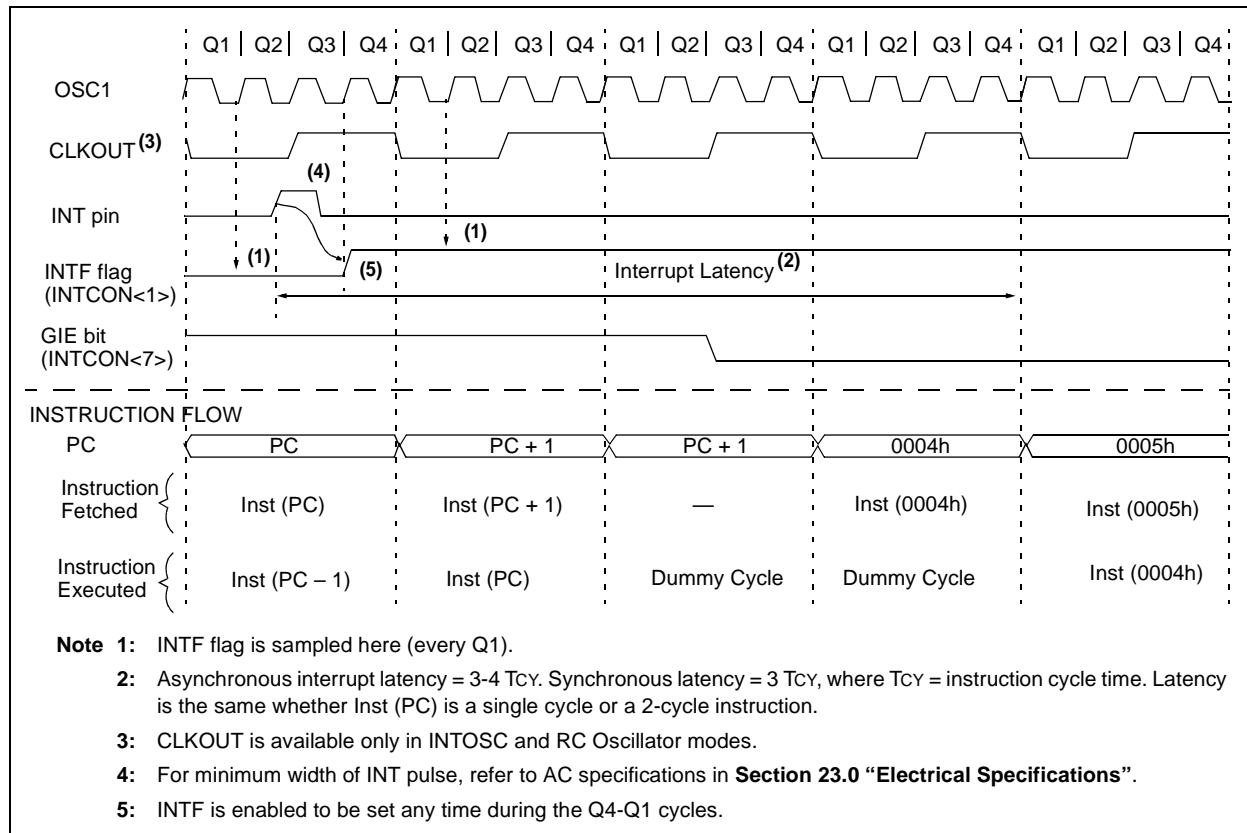 Q1 | Q2 | Q3 | Q4 Q1 | Q2 | Q3 | Q4 Q1 | Q2 | Q3 | Q4 Q1 | Q2 | Q3 | Q4 Q1 | Q2 | Q3 | Q4
OSC1
CLKOUT(3)
(4)
INT pin
(1) (1)
INTF flag (5) Interrupt Latency(2)
(INTCON<1>)
GIE bit
(INTCON<7>)
INSTRUCTION FLOW
PC PC PC + 1 PC + 1 0004h 0005h
Instruction
Fetched Inst (PC) Inst (PC + 1) — Inst (0004h) Inst (0005h)
Instruction
Executed Inst (PC – 1) Inst (PC) Dummy Cycle Dummy Cycle Inst (0004h)
Note 1: INTF flag is sampled here (every Q1).
2: Asynchronous interrupt latency = 3-4 TCY. Synchronous latency = 3 TCY, where TCY = instruction cycle time. Latency
is the same whether Inst (PC) is a single cycle or a 2-cycle instruction.
3: CLKOUT is available only in INTOSC and RC Oscillator modes.
4: For minimum width of INT pulse, refer to AC specifications in Section 23.0 “Electrical Specifications”.
5: INTF is enabled to be set any time during the Q4-Q1 cycles.